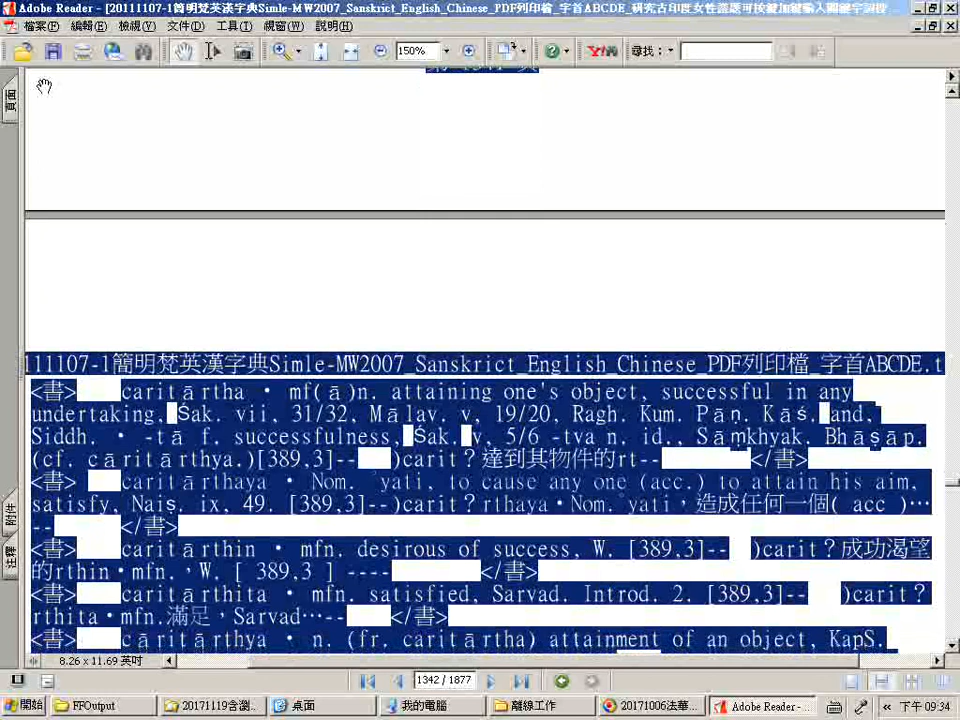 Adobe Reader - [20111107-1簡明梵英漢字典Simle-MW2007_Sanskrict_English_Chinese_PDF列印檔_字首ABCDE_研究古印度女性
檔案(F) 編輯(E) 檢視(V) 文件(D) 工具(T) 視窗(W) 說明(H)
150% 尋找:
頁面
111107-1簡明梵英漢字典Simle-MW2007_Sanskrict_English_Chinese_PDF列印檔_字首ABCDE.t
<書> caritārtha ‧ mf(ā)n. attaining one's object, successful in any
undertaking, Śak. vii, 31/32, Mālav. v, 19/20, Ragh. Kum. Pāṇ. Kāś. and,
Siddh. ‧ -tā f. successfulness, Śak. v, 5/6 -tva n. id., Sāṃkhyak. Bhāṣāp.
(cf. cāritārthya.)[389,3]-- )carit?達到其物件的rt-- </書>
<書> caritārthaya ‧ Nom. ˚yati, to cause any one (acc.) to attain his aim,
satisfy, Naiṣ. ix, 49. [389,3]--)carit?rthaya‧Nom.˚yati，造成任何一個( acc )…
-- </書>
<書> caritārthin ‧ mfn. desirous of success, W. [389,3]-- )carit?成功渴望
的rthin‧mfn.，W. [ 389,3 ] ---- </書>
<書> caritārthita ‧ mfn. satisfied, Sarvad. Introd. 2. [389,3]-- )carit?
rthita‧mfn.滿足，Sarvad…-- </書>
<書> cāritārthya ‧ n. (fr. caritārtha) attainment of an object, KapS.
附件
注釋
8.26 x 11.69 英吋
1342 / 1877
開始 FFOutput 20171119含瀏... 桌面 我的電腦 離線工作 20171006法華... Adobe Reader - [... 下午 09:34